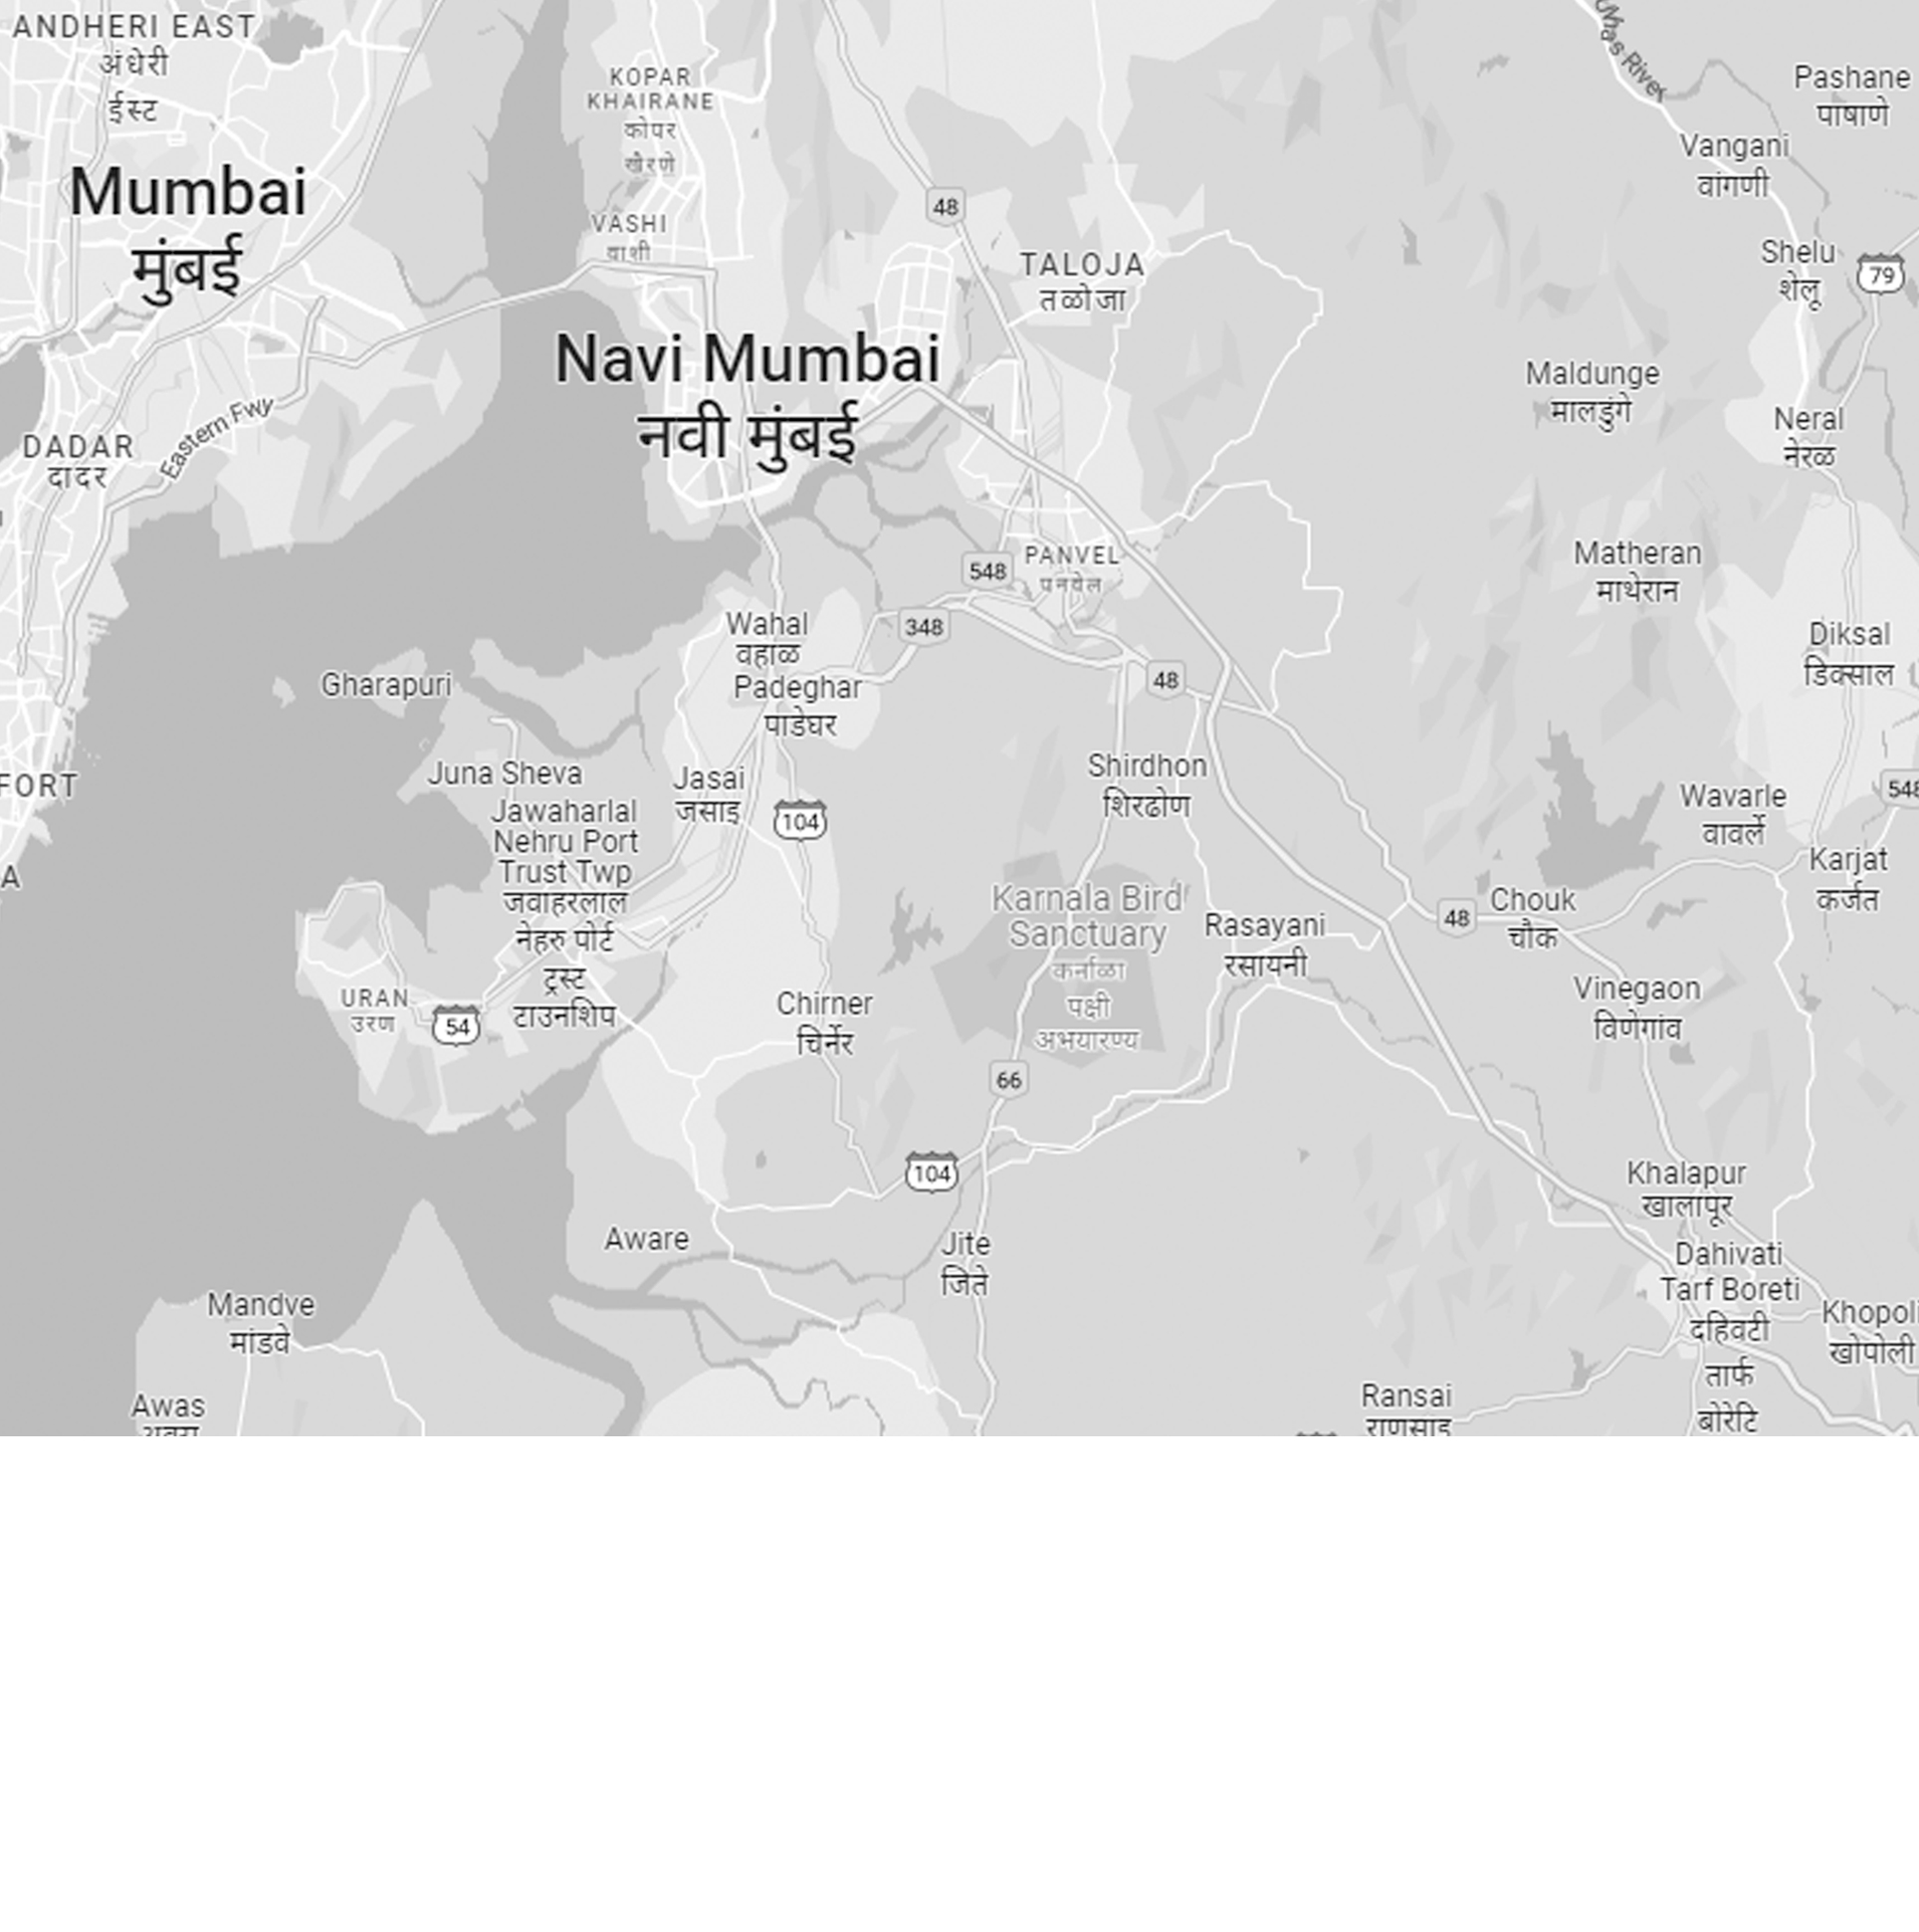 ANDHERI EAST
अंधेरी
ईस्ट
Mumbai
मुंबई
KOPAR
KHAIRANE
कोपर
खैरणे
VASHI
वाशी
48
TALOJA
तळोजा
Ulhas River
Pashane
पाषाणे
Vangani
वांगणी
Shelu
शेलू
79
Navi Mumbai
नवी मुंबई
Maldunge
मालडुंगे
Neral
नेरळ
Eastern Fwy
DADAR
दादर
548
PANVEL
पनवेल
Matheran
माथेरान
348
Wahal
वहाळ
Padeghar
पाडेघर
48
Diksal
डिक्साल
Gharapuri
FORT
Juna Sheva
Jawaharlal
Nehru Port
Trust Twp
जवाहरलाल
नेहरु पोर्ट
ट्रस्ट
टाउनशिप
Jasai
जसाइ
104
Shirdhon
शिरढोण
Wavarle
वावर्ले
548
Karjat
कर्जत
A
Karnala Bird
Sanctuary
कर्नाळा
पक्षी
अभयारण्य
Rasayani
रसायनी
48
Chouk
चौक
URAN
उरण
54
Chirner
चिर्नेर
Vinegaon
विणेगांव
66
104
Khalapur
खालापूर
Aware
Jite
जिते
Dahivati
Tarf Boreti
दहिवटी
तार्फ
बोरेटि
Mandve
मांडवे
Khopoli
खोपोली
Awas
Ransai